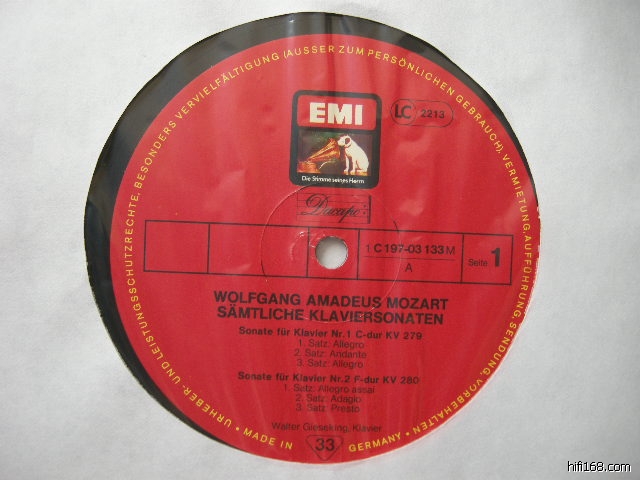 URHEBER- UND LEISTUNGSSCHUTZRECHTE, BESONDERS VERVIELFÄLTIGUNG (AUSSER ZUM PERSÖNLICHEN GEBRAUCH), VERMIETUNG, AUFFÜHRUNG, SENDUNG, VORBEHALTEN •
EMI
LC 2213
Die Stimme seines Herrn
Dacapo
1 C 197-03 133 M
A
Seite 1
WOLFGANG AMADEUS MOZART
SÄMTLICHE KLAVIERSONATEN
Sonate für Klavier Nr.1 C-dur KV 279
1. Satz: Allegro
2. Satz: Andante
3. Satz: Allegro
Sonate für Klavier Nr.2 F-dur KV 280
1. Satz: Allegro assai
2. Satz: Adagio
3. Satz: Presto
Walter Gieseking, Klavier
• MADE IN
33
GERMANY •
hifi168.com